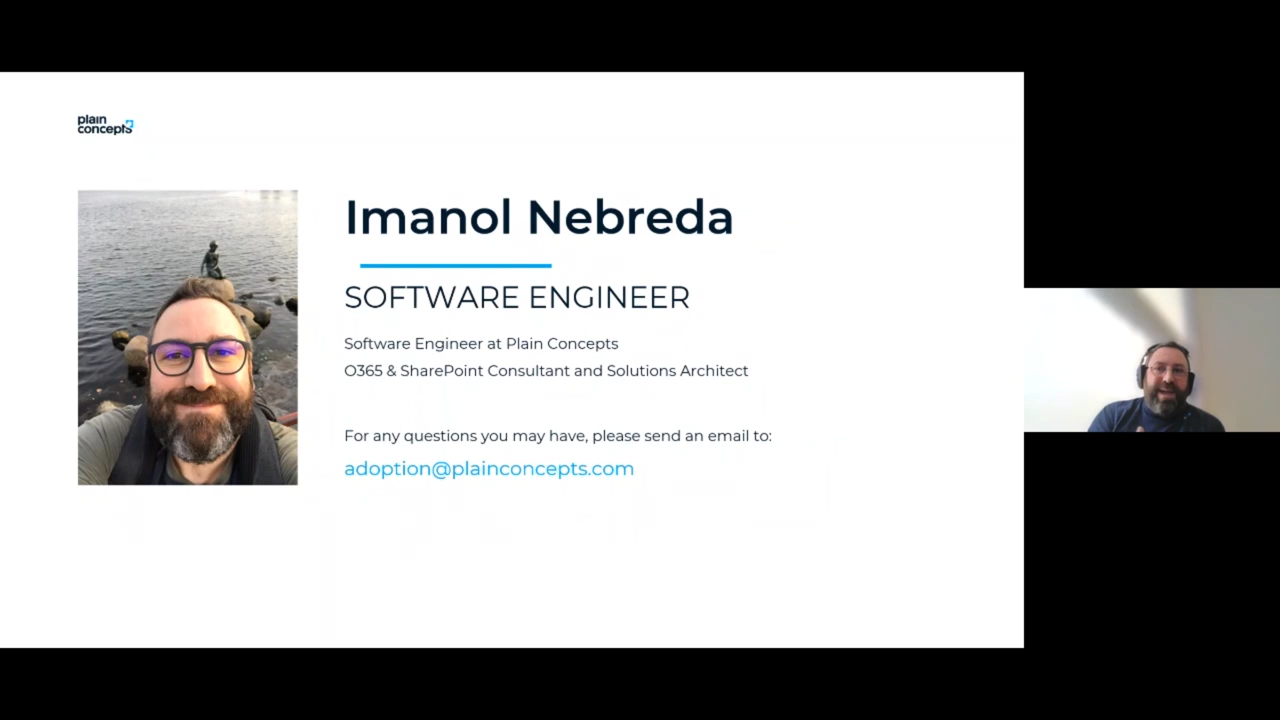 plain
concepts
Imanol Nebreda
SOFTWARE ENGINEER
Software Engineer at Plain Concepts
O365 & SharePoint Consultant and Solutions Architect
For any questions you may have, please send an email to:
adoption@plainconcepts.com